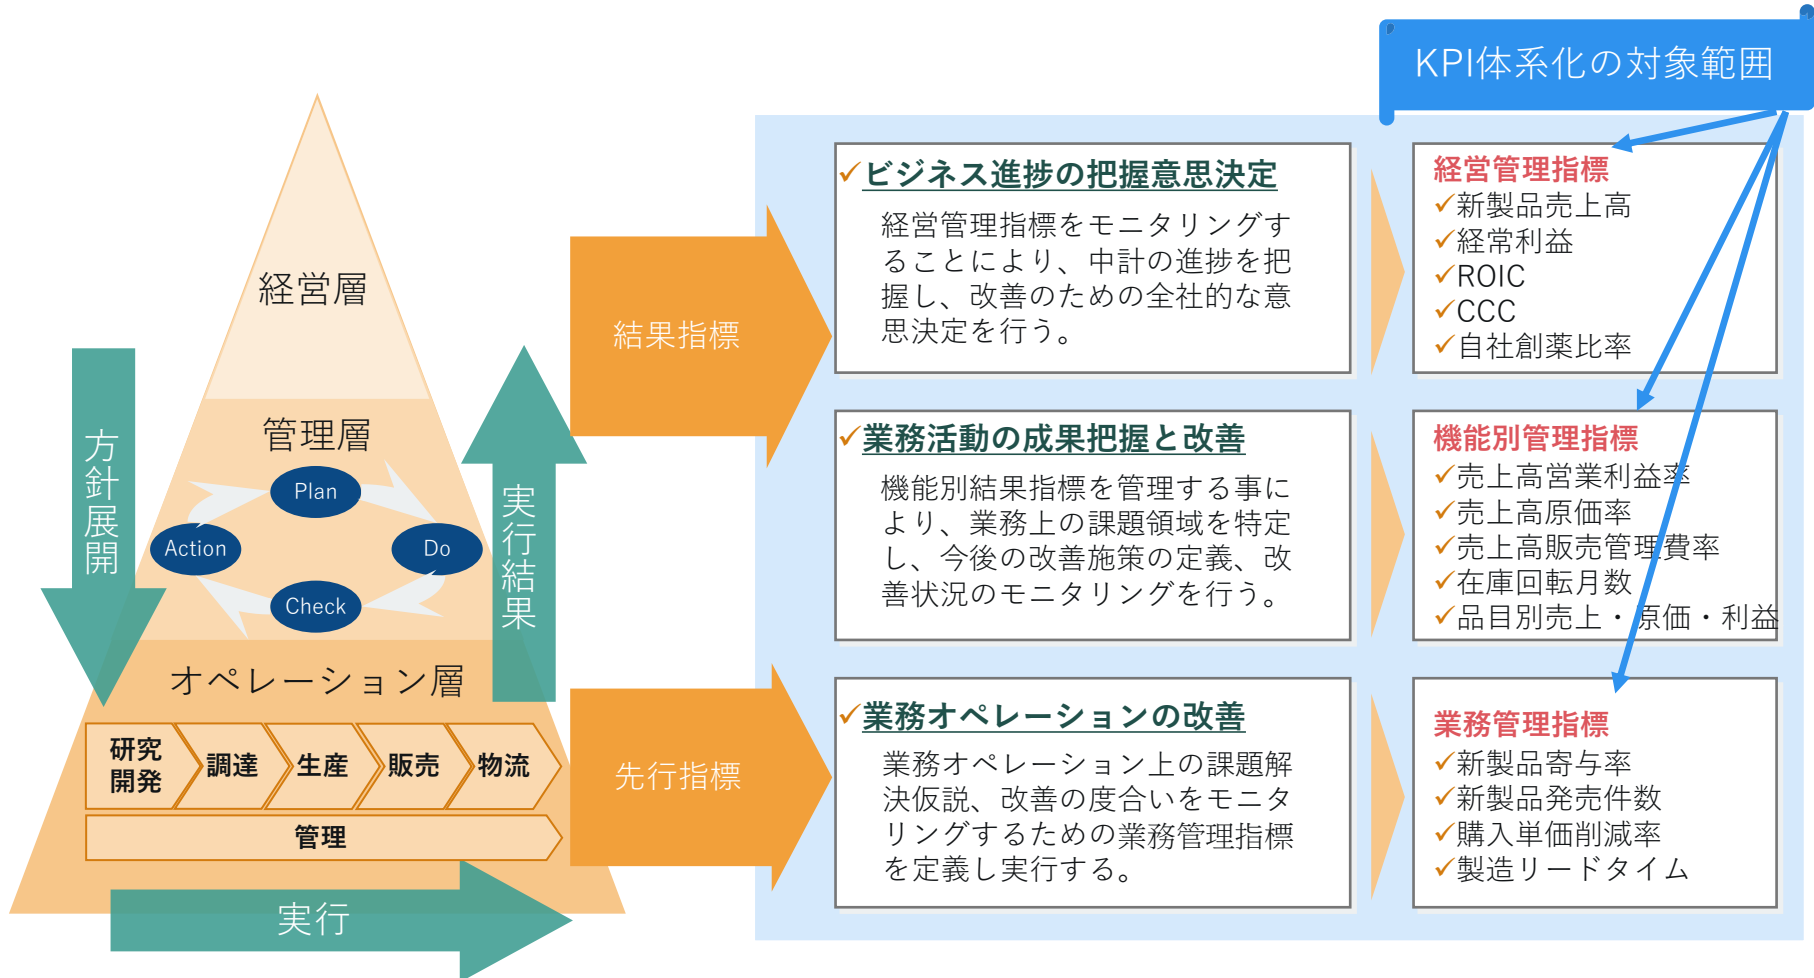 KPI体系化の対象範囲
経営層
管理層
Plan
Action
Do
Check
オペレーション層
研究
開発
調達
生産
販売
物流
管理
方針展開
実行結果
実行
結果指標
先行指標
✓ビジネス進捗の把握意思決定
経営管理指標をモニタリングす
ることにより、中計の進捗を把
握し、改善のための全社的な意
思決定を行う。
経営管理指標
✓新製品売上高
✓経常利益
✓ROIC
✓CCC
✓自社創薬比率
✓業務活動の成果把握と改善
機能別結果指標を管理する事に
より、業務上の課題領域を特定
し、今後の改善施策の定義、改
善状況のモニタリングを行う。
機能別管理指標
✓売上高営業利益率
✓売上高原価率
✓売上高販売管理費率
✓在庫回転月数
✓品目別売上・原価・利益
✓業務オペレーションの改善
業務オペレーション上の課題解
決仮説、改善の度合いをモニタ
リングするための業務管理指標
を定義し実行する。
業務管理指標
✓新製品寄与率
✓新製品発売件数
✓購入単価削減率
✓製造リードタイム